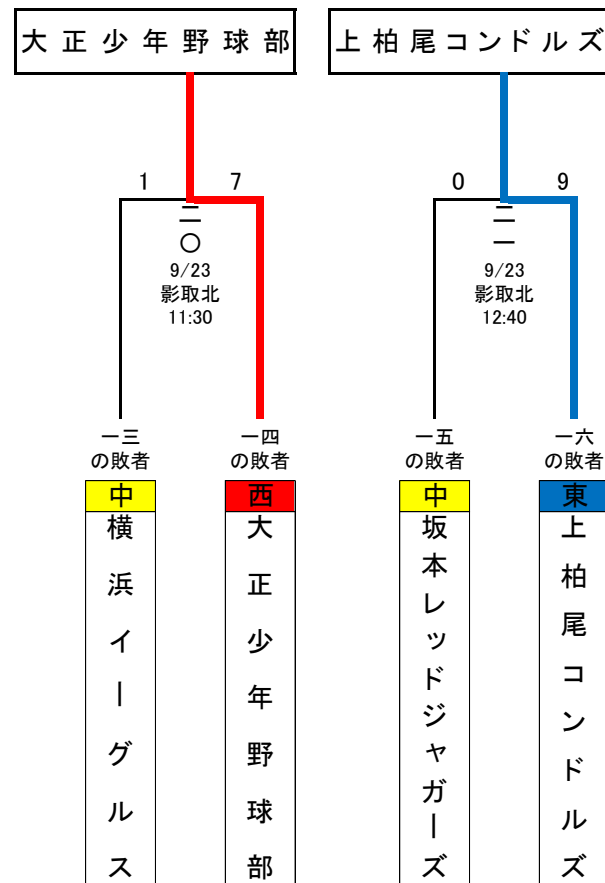 大正少年野球部
上柏尾コンドルズ
1 7
二〇
9/23
影取北
11:30
0 9
二一
9/23
影取北
12:40
一三
の敗者
一四
の敗者
一五
の敗者
一六
の敗者
中
横浜イーグルス
西
大正少年野球部
中
坂本レッドジャガーズ
東
上柏尾コンドルズ